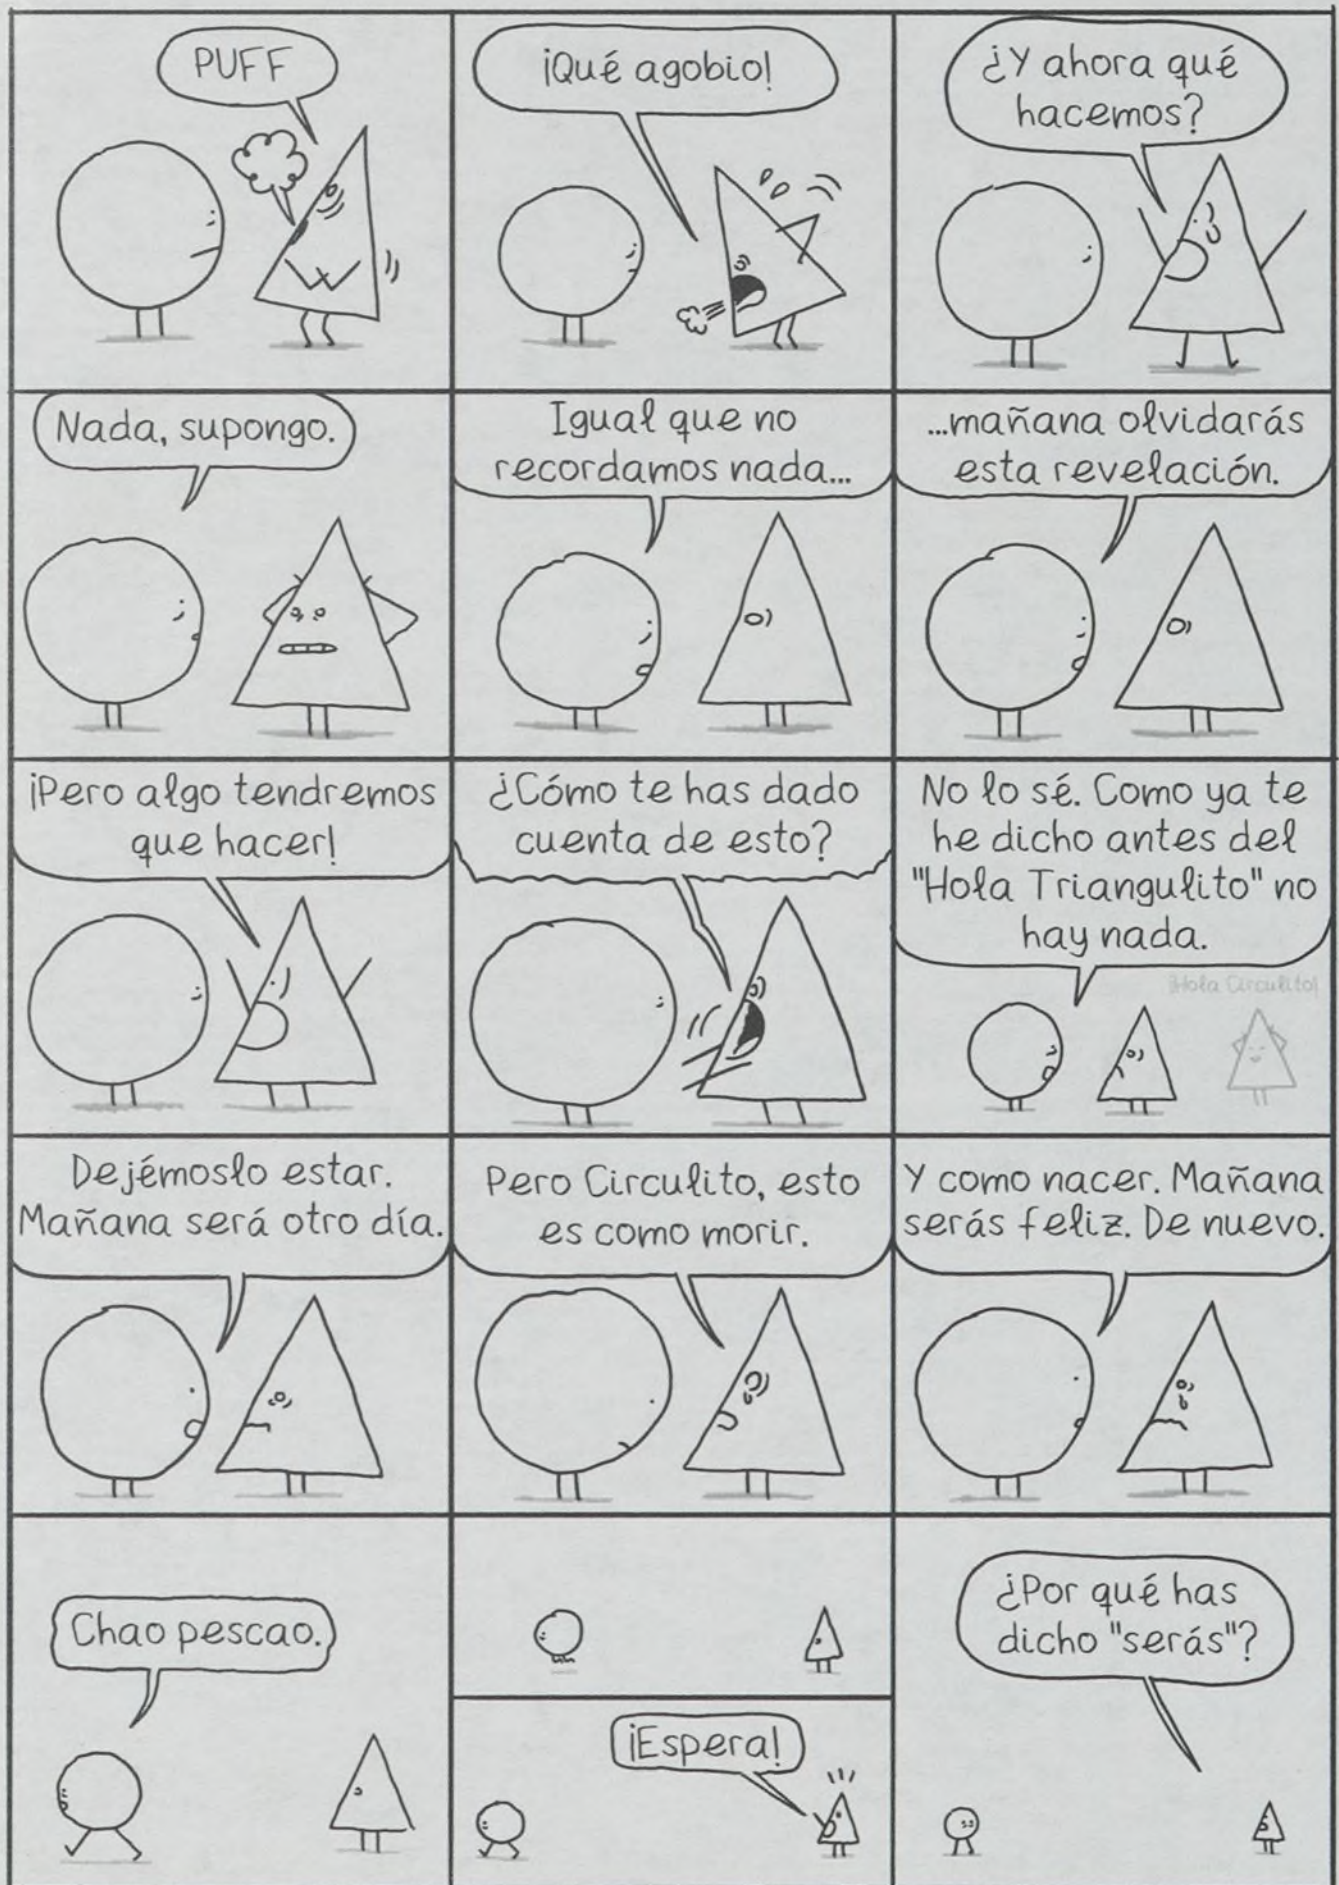 PUFF
¡Qué agobio!
¿Y ahora qué
hacemos?
Nada, supongo.
Igual que no
recordamos nada...
...mañana olvidarás
esta revelación.
¡Pero algo tendremos
que hacer!
¿Cómo te has dado
cuenta de esto?
No lo sé. Como ya te
he dicho antes del
"Hola Triangulito" no
hay nada.
¡Hola Circulito!
Dejémoslo estar.
Mañana será otro día.
Pero Circulito, esto
es como morir.
Y como nacer. Mañana
serás feliz. De nuevo.
Chao pescao.
¡Espera!
¿Por qué has
dicho "serás"?